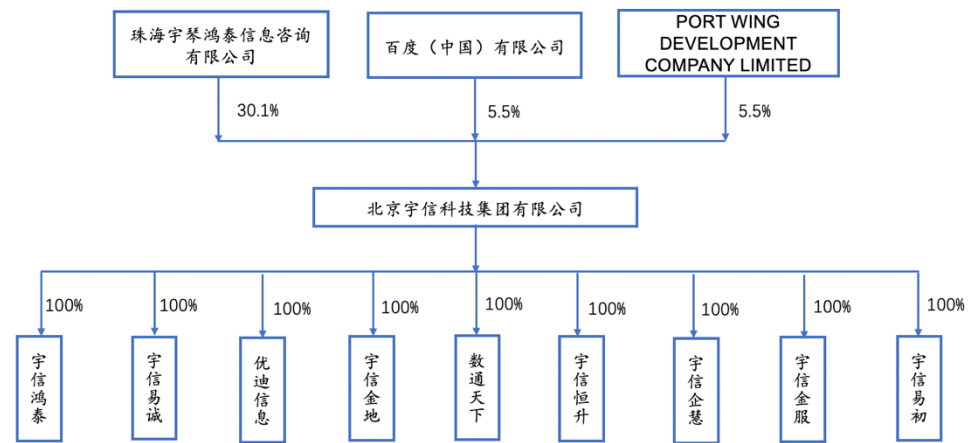 珠海宇琴鸿泰信息咨询
有限公司
百度（中国）有限公司
PORT WING
DEVELOPMENT
COMPANY LIMITED
30.1%
5.5%
5.5%
北京宇信科技集团有限公司
100%
100%
100%
100%
100%
100%
100%
100%
100%
宇信鸿泰
宇信易诚
优迪信息
宇信金地
数通天下
宇信恒升
宇信企慧
宇信金服
宇信易初